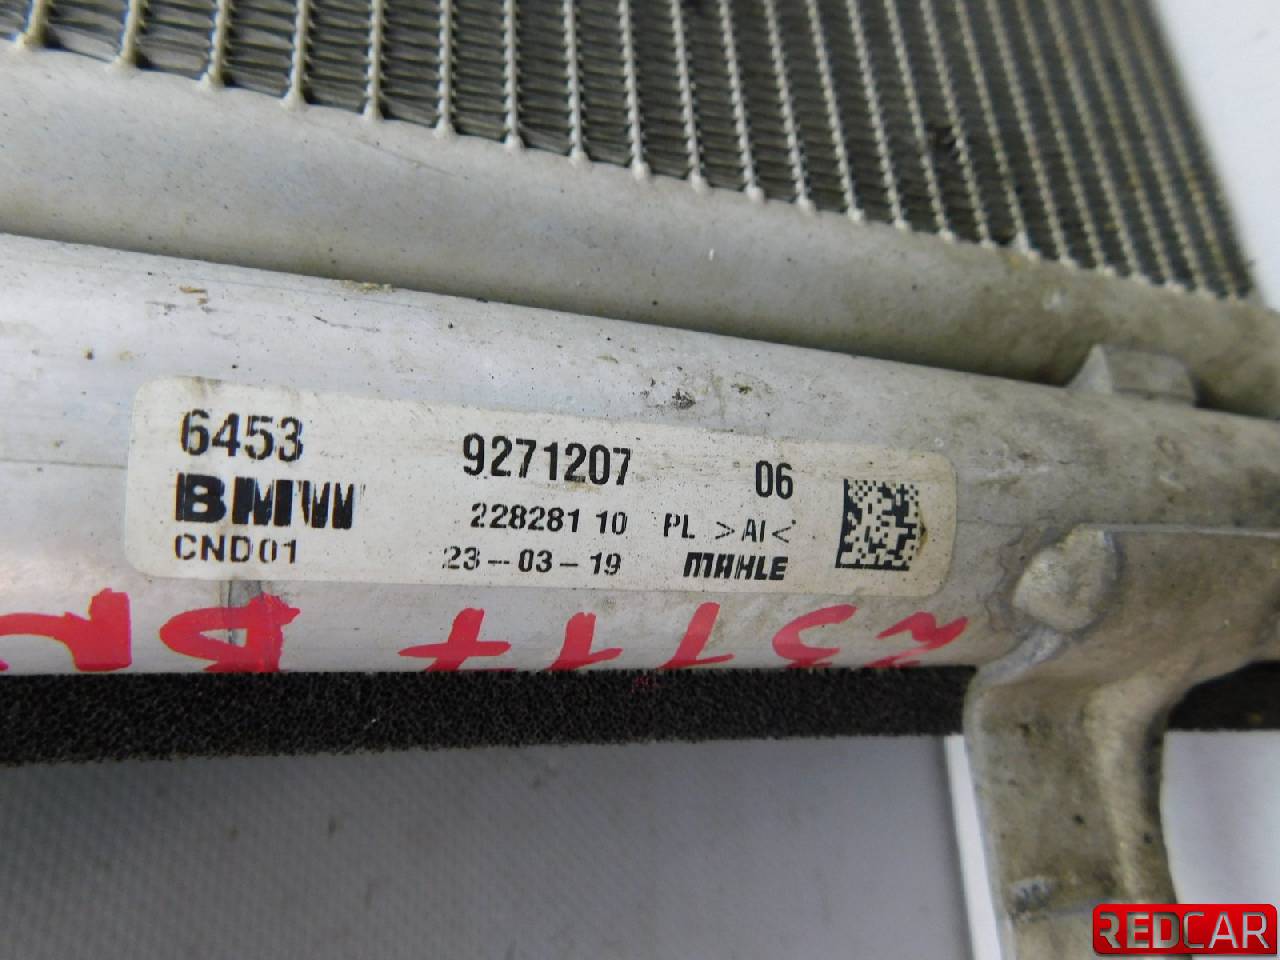 6453 9271207 06
BMW 228281 10 PL >Al<
CND01 23-03-19 MAHLE
REDCAR